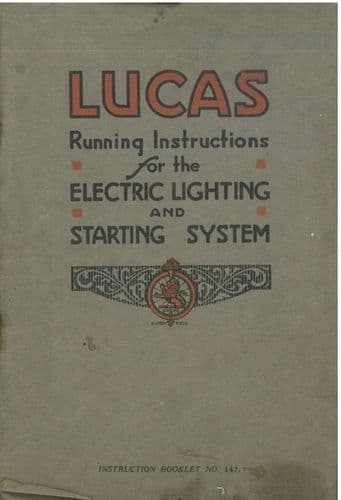 LUCAS
Running Instructions
for the
ELECTRIC LIGHTING
AND
STARTING SYSTEM
INSTRUCTION BOOKLET NO. 147.